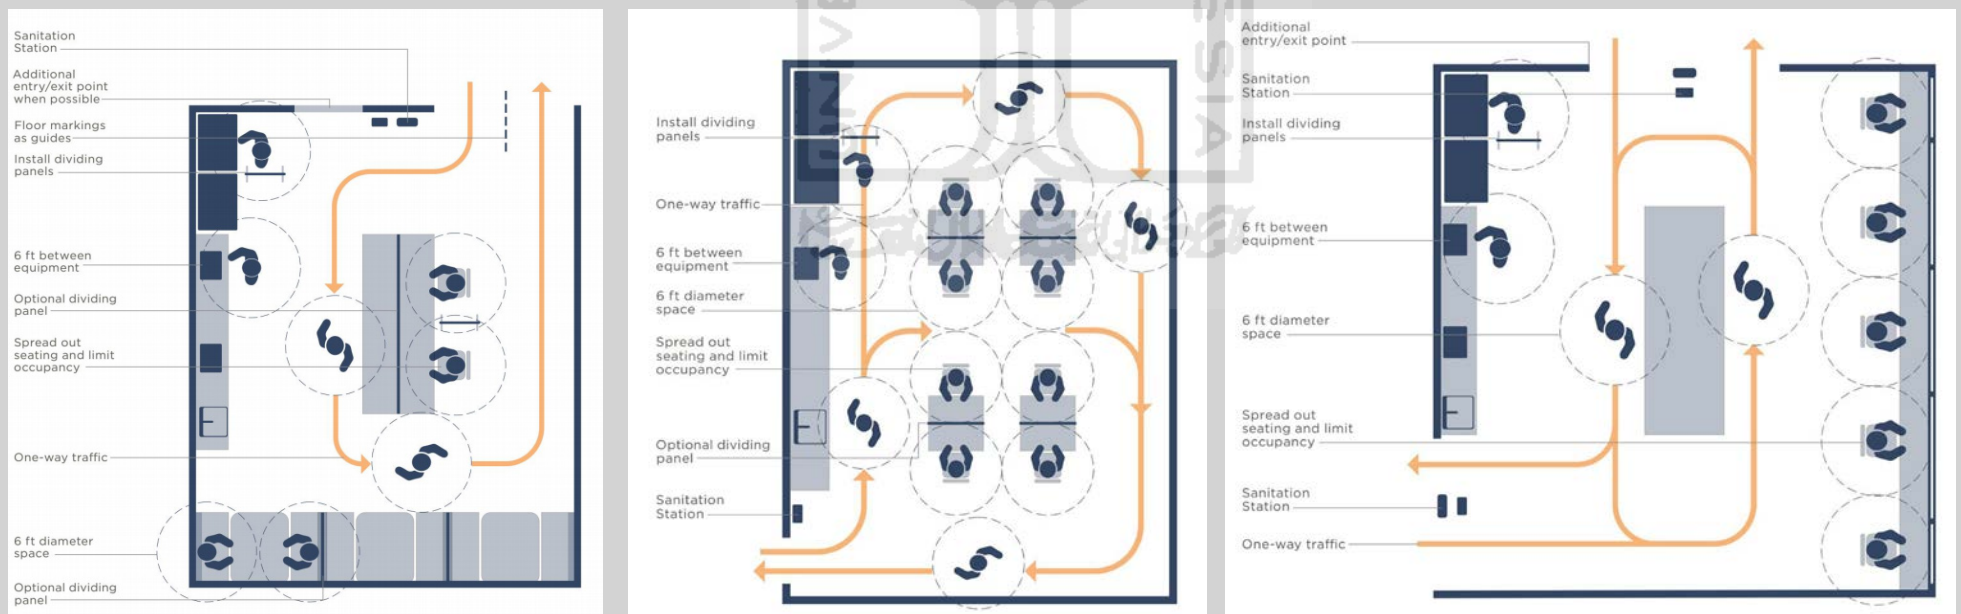 Sanitation
Station
Additional
entry/exit point
when possible
Floor markings
as guides
Install dividing
panels
6 ft between
equipment
Optional dividing
panel
Spread out
seating and limit
occupancy
One-way traffic
6 ft diameter
space
Optional dividing
panel
Install dividing
panels
One-way traffic
6 ft between
equipment
6 ft diameter
space
Spread out
seating and limit
occupancy
Optional dividing
panel
Sanitation
Station
Additional
entry/exit point
Sanitation
Station
Install dividing
panels
6 ft between
equipment
6 ft diameter
space
Spread out
seating and limit
occupancy
Sanitation
Station
One-way traffic